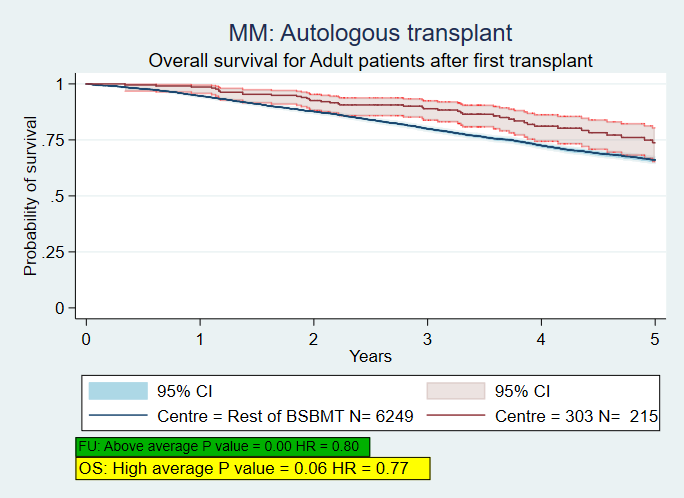 MM: Autologous transplant
Overall survival for Adult patients after first transplant
Probability of survival
1
.75
.5
.25
0
0 1 2 3 4 5
Years
95% CI 95% CI
Centre = Rest of BSBMT N= 6249 Centre = 303 N= 215
FU: Above average P value = 0.00 HR = 0.80
OS: High average P value = 0.06 HR = 0.77